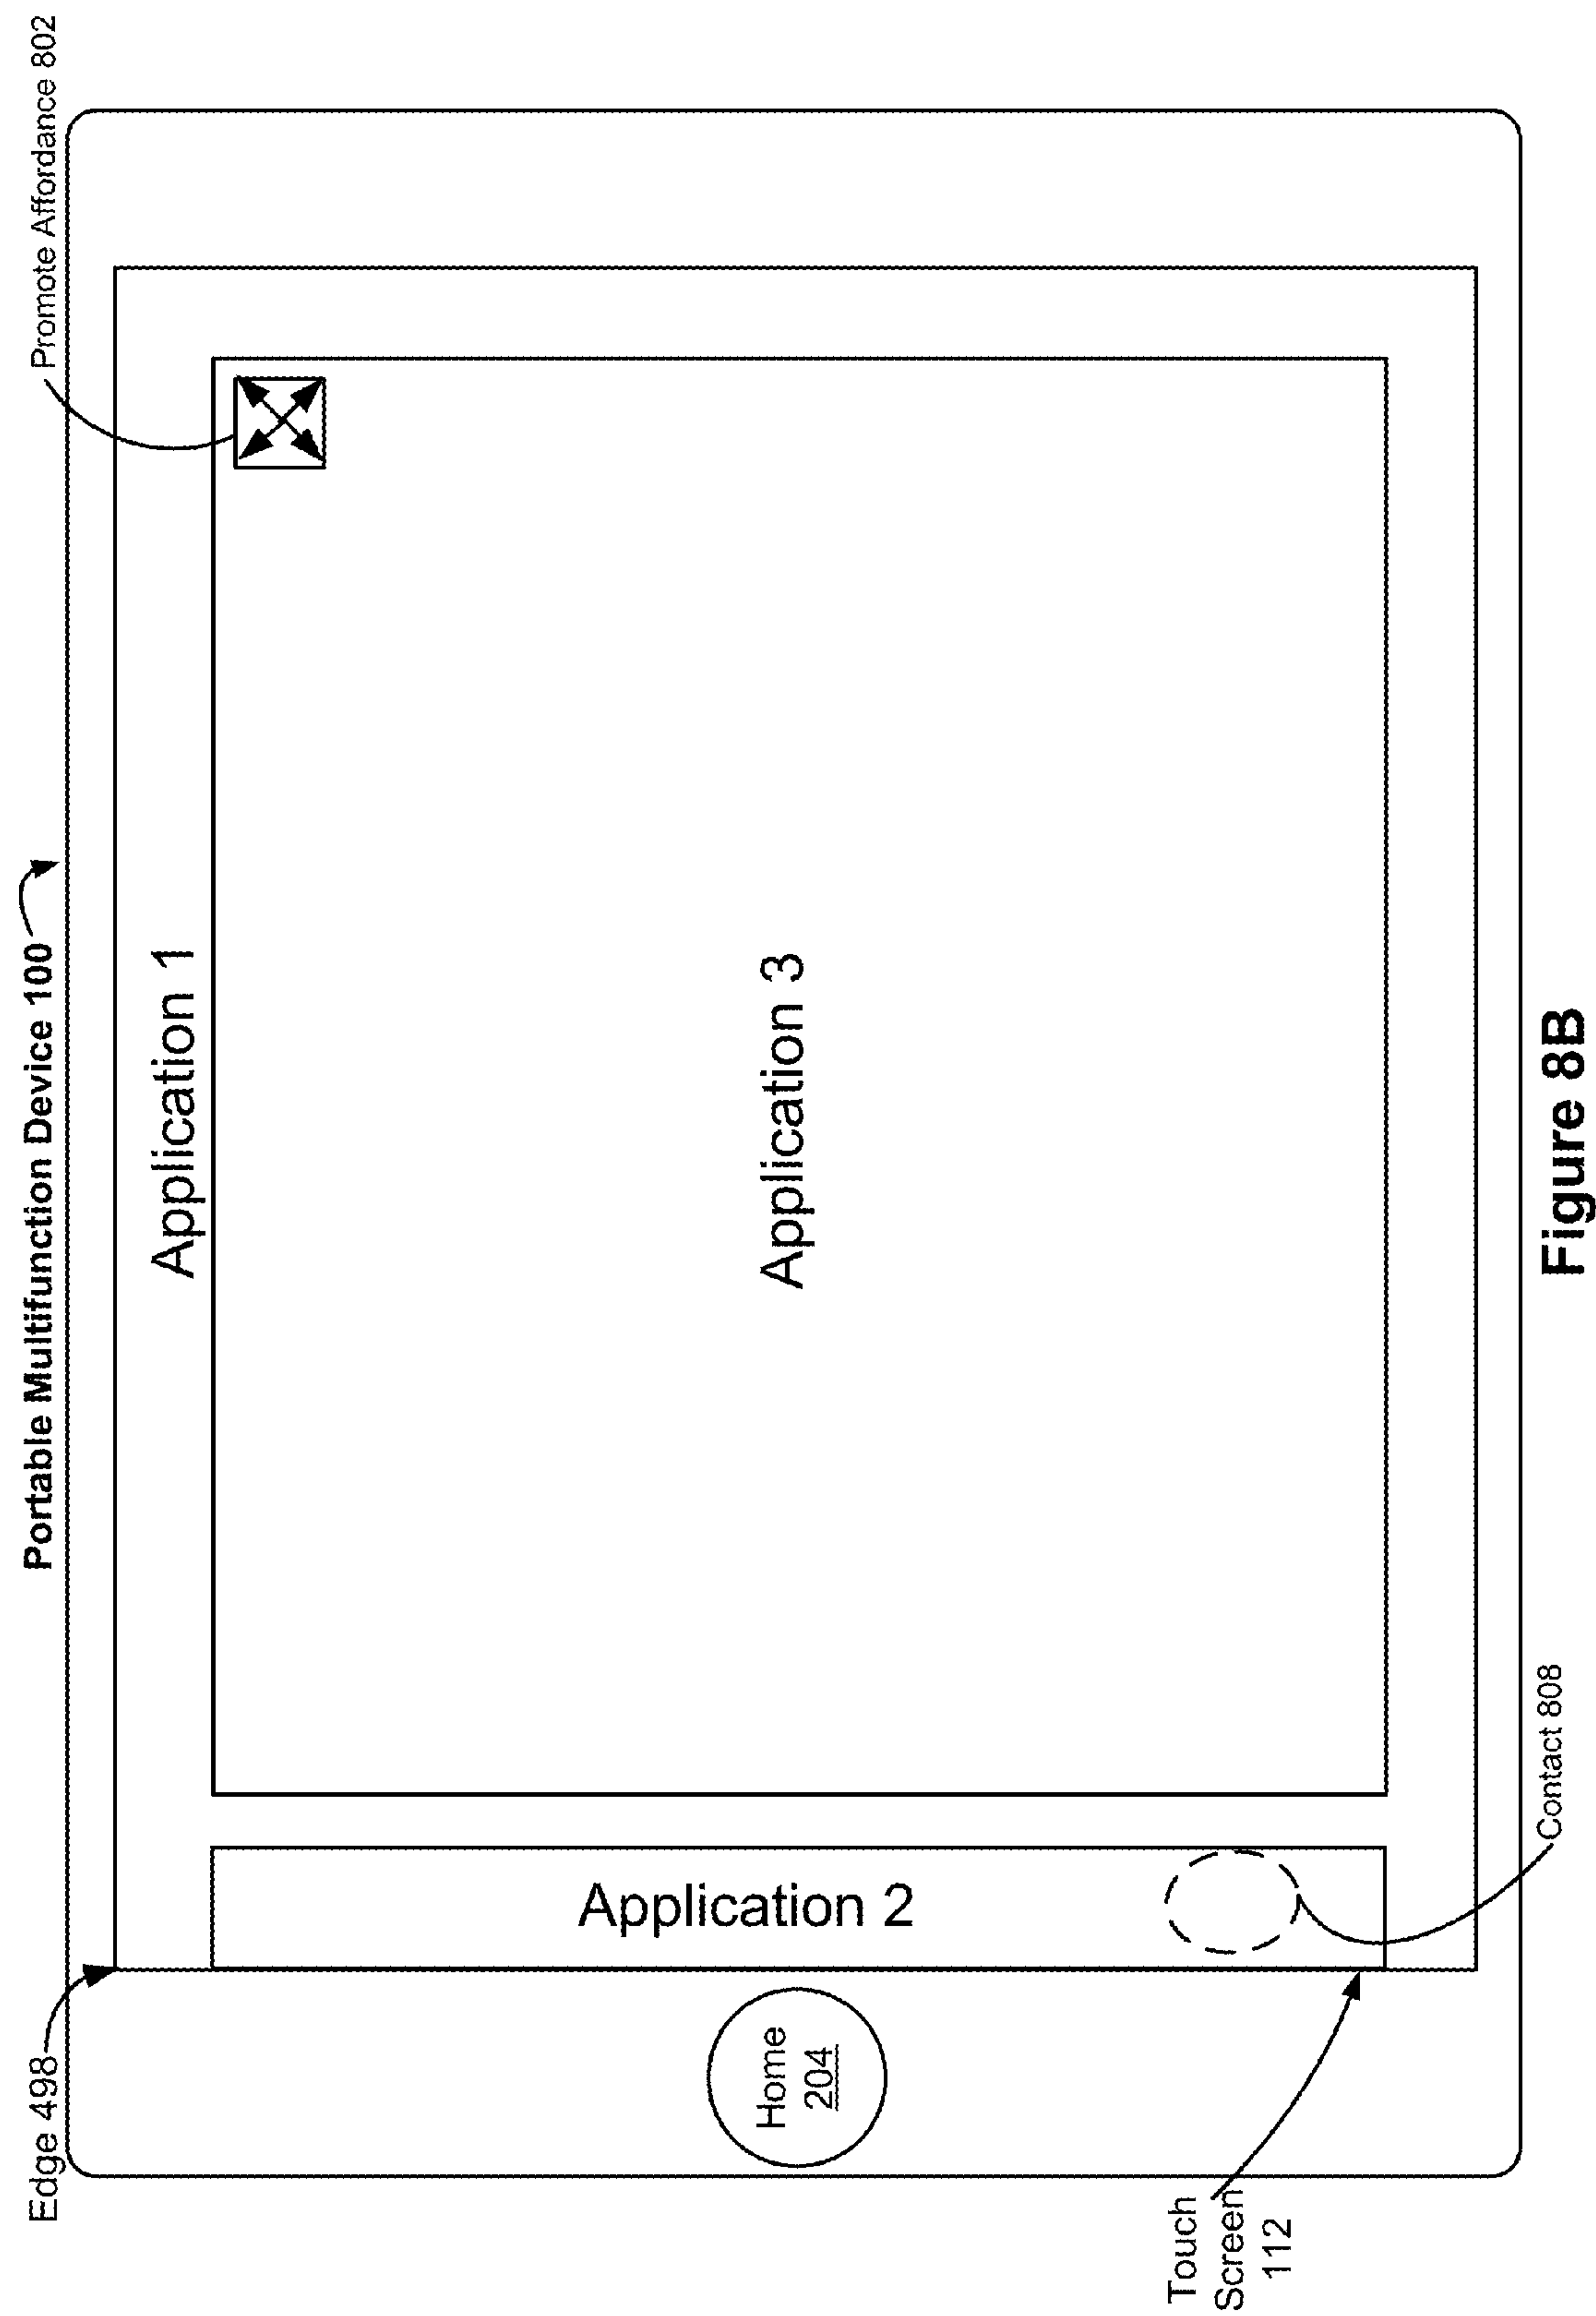 Portable Multifunction Device 100
Edge 498
Promote Affordance 802
Application 1
Application 3
Application 2
Home
204
Touch
Screen
112
Contact 808
Figure 8B